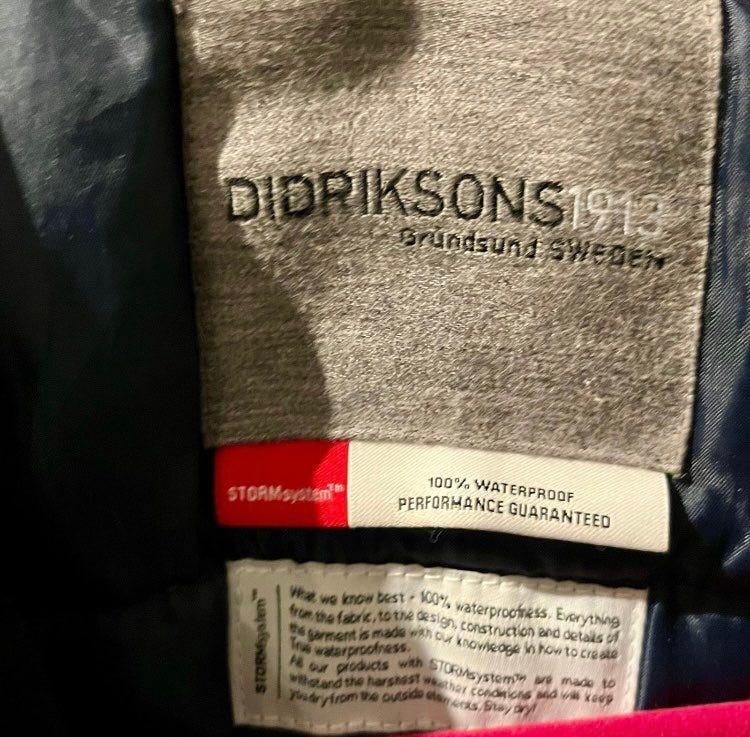 DIDRIKSONS1913
Grundsund SWEDEN
STORMsystem™
100% WATERPROOF
PERFORMANCE GUARANTEED
STORMsystem™
What we know best - 100% waterproofness. Everything
from the fabric, to the design, construction and details of
the garment is made with our knowledge in how to create
True waterproofness.
All our products with STORMsystem™ are made to
withstand the harshest weather conditions and will keep
you dry from the outside elements. Stay dry!